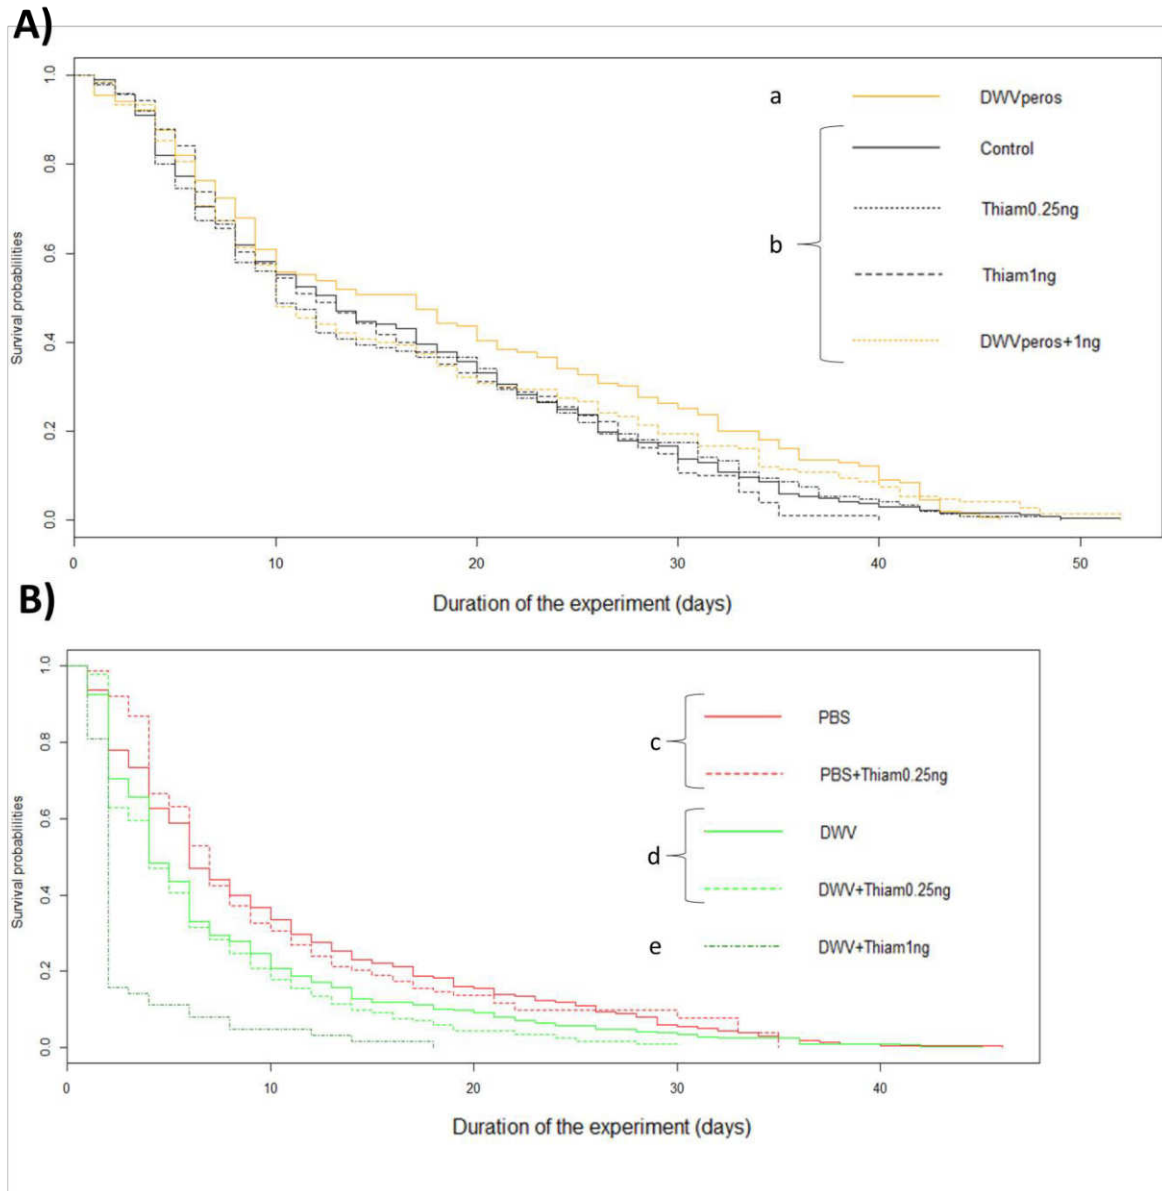 A)
Survival probabliilities
1.0
0.8
0.6
0.4
0.2
0.0
0
10
20
30
40
50
Duration of the experiment (days)
a
DWVperos
b
Control
Thiam0.25ng
Thiam1ng
DWVperos+1ng
B)
Survival probabliilities
1.0
0.8
0.6
0.4
0.2
0.0
0
10
20
30
40
Duration of the experiment (days)
c
PBS
PBS+Thiam0.25ng
d
DWV
DWV+Thiam0.25ng
e
DWV+Thiam1ng